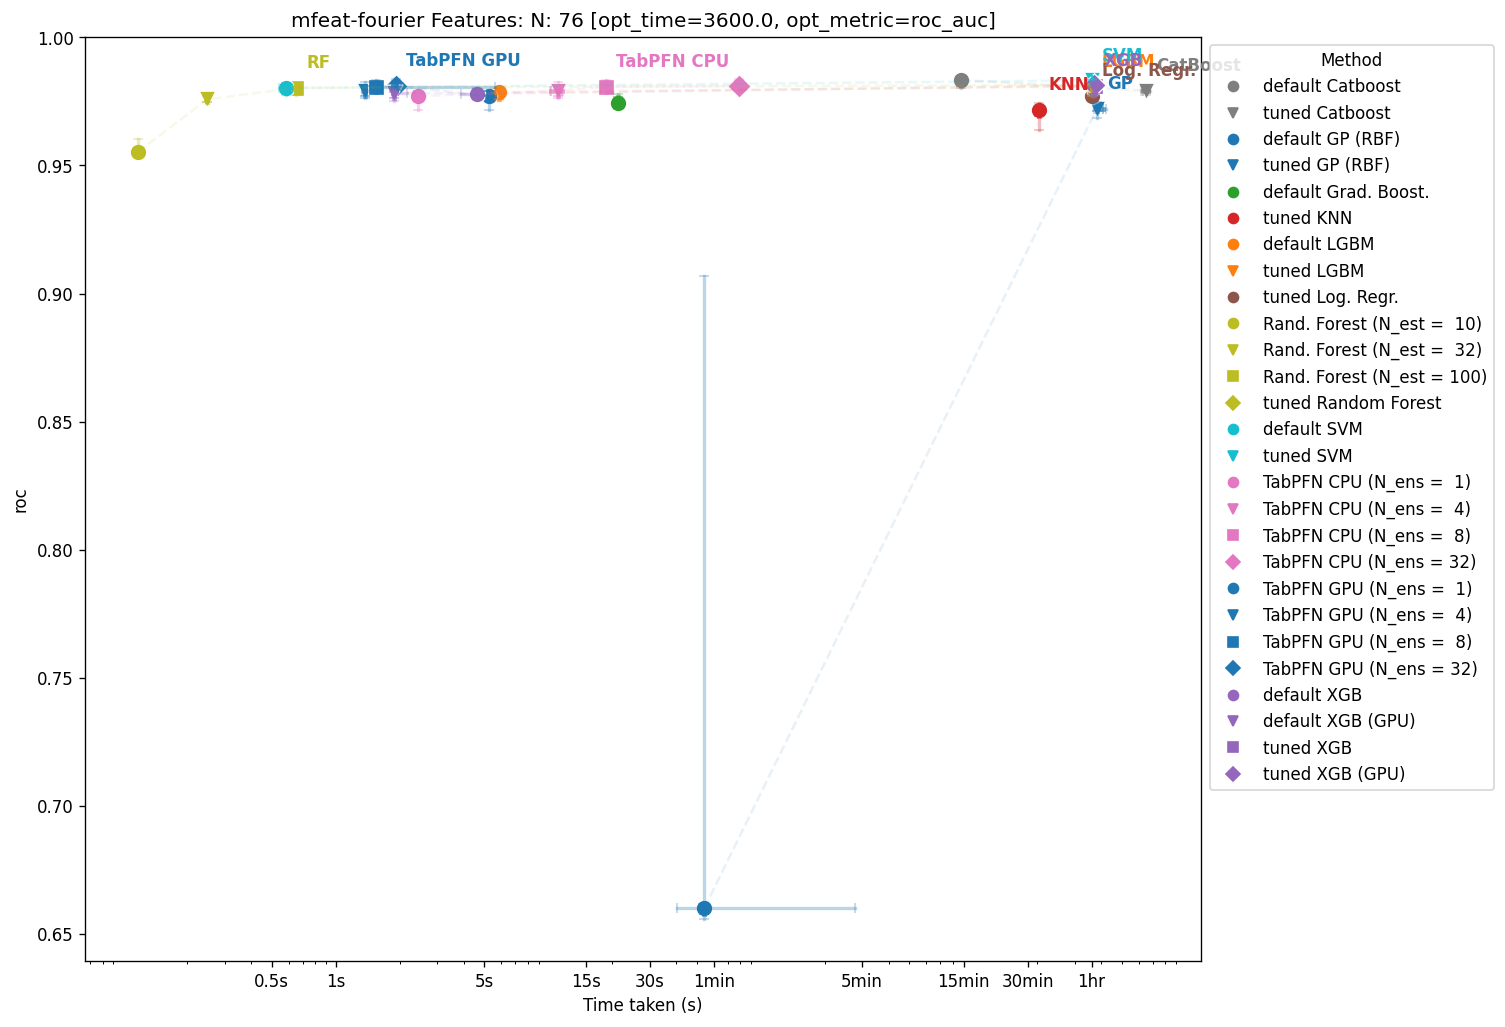 mfeat-fourier Features: N: 76 [opt_time=3600.0, opt_metric=roc_auc]
1.00
0.95
0.90
0.85
0.80
0.75
0.70
0.65
roc
RF
TabPFN GPU
TabPFN CPU
SVM
XGB
CatBoost
Log. Regr.
KNN
GP
0.5s
1s
5s
15s
30s
1min
5min
15min
30min
1hr
Time taken (s)
Method
default Catboost
tuned Catboost
default GP (RBF)
tuned GP (RBF)
default Grad. Boost.
tuned KNN
default LGBM
tuned LGBM
tuned Log. Regr.
Rand. Forest (N_est =  10)
Rand. Forest (N_est =  32)
Rand. Forest (N_est = 100)
tuned Random Forest
default SVM
tuned SVM
TabPFN CPU (N_ens =  1)
TabPFN CPU (N_ens =  4)
TabPFN CPU (N_ens =  8)
TabPFN CPU (N_ens = 32)
TabPFN GPU (N_ens =  1)
TabPFN GPU (N_ens =  4)
TabPFN GPU (N_ens =  8)
TabPFN GPU (N_ens = 32)
default XGB
default XGB (GPU)
tuned XGB
tuned XGB (GPU)